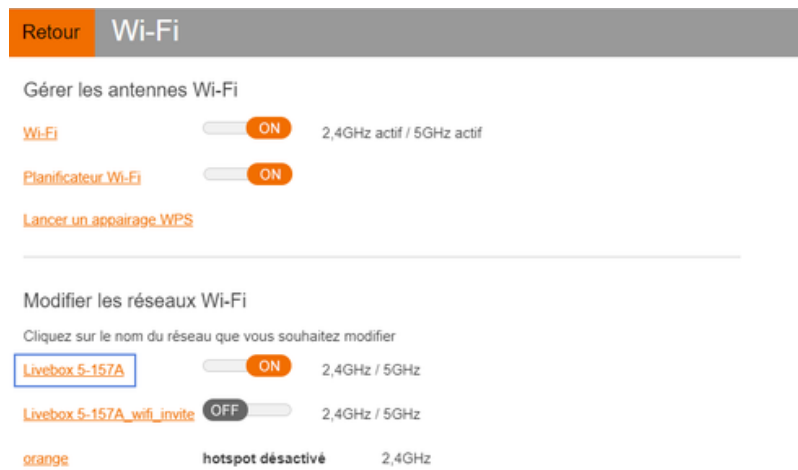 Retour Wi-Fi
Gérer les antennes Wi-Fi
Wi-Fi ON 2,4GHz actif / 5GHz actif
Planificateur Wi-Fi ON
Lancer un appairage WPS
Modifier les réseaux Wi-Fi
Cliquez sur le nom du réseau que vous souhaitez modifier
Livebox 5-157A ON 2,4GHz / 5GHz
Livebox 5-157A_wifi_invite OFF 2,4GHz / 5GHz
orange hotspot désactivé 2,4GHz